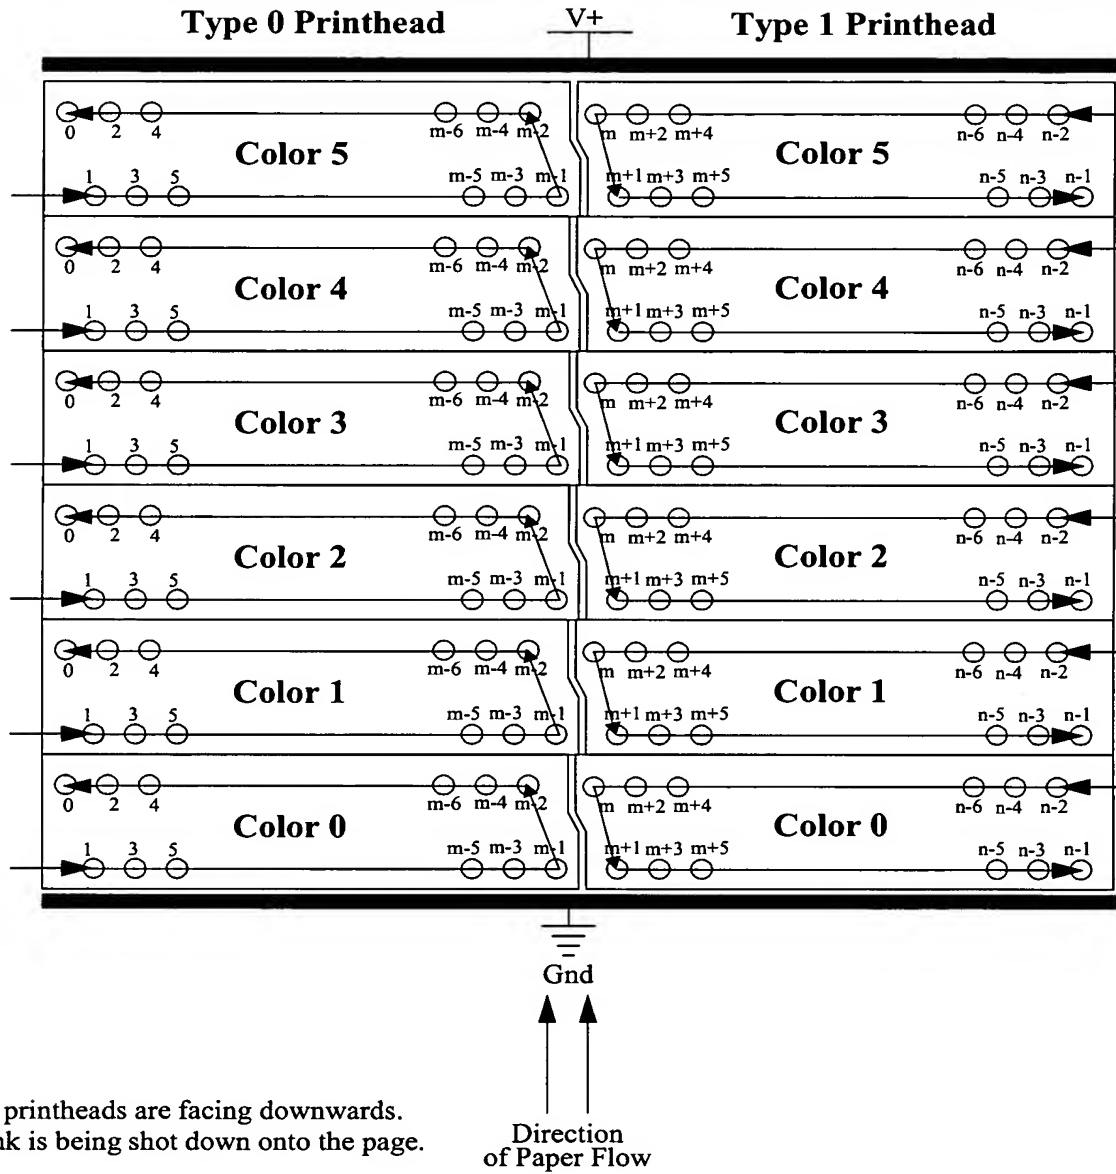 Type 0 Printhead V+ Type 1 Printhead
0 2 4 m-6 m-4 m-2 m m+2 m+4 n-6 n-4 n-2
Color 5 Color 5
1 3 5 m-5 m-3 m-1 m+1 m+3 m+5 n-5 n-3 n-1
0 2 4 m-6 m-4 m-2 m m+2 m+4 n-6 n-4 n-2
Color 4 Color 4
1 3 5 m-5 m-3 m-1 m+1 m+3 m+5 n-5 n-3 n-1
0 2 4 m-6 m-4 m-2 m m+2 m+4 n-6 n-4 n-2
Color 3 Color 3
1 3 5 m-5 m-3 m-1 m+1 m+3 m+5 n-5 n-3 n-1
0 2 4 m-6 m-4 m-2 m m+2 m+4 n-6 n-4 n-2
Color 2 Color 2
1 3 5 m-5 m-3 m-1 m+1 m+3 m+5 n-5 n-3 n-1
0 2 4 m-6 m-4 m-2 m m+2 m+4 n-6 n-4 n-2
Color 1 Color 1
1 3 5 m-5 m-3 m-1 m+1 m+3 m+5 n-5 n-3 n-1
0 2 4 m-6 m-4 m-2 m m+2 m+4 n-6 n-4 n-2
Color 0 Color 0
1 3 5 m-5 m-3 m-1 m+1 m+3 m+5 n-5 n-3 n-1
Gnd
printheads are facing downwards.
nk is being shot down onto the page.
Direction
of Paper Flow